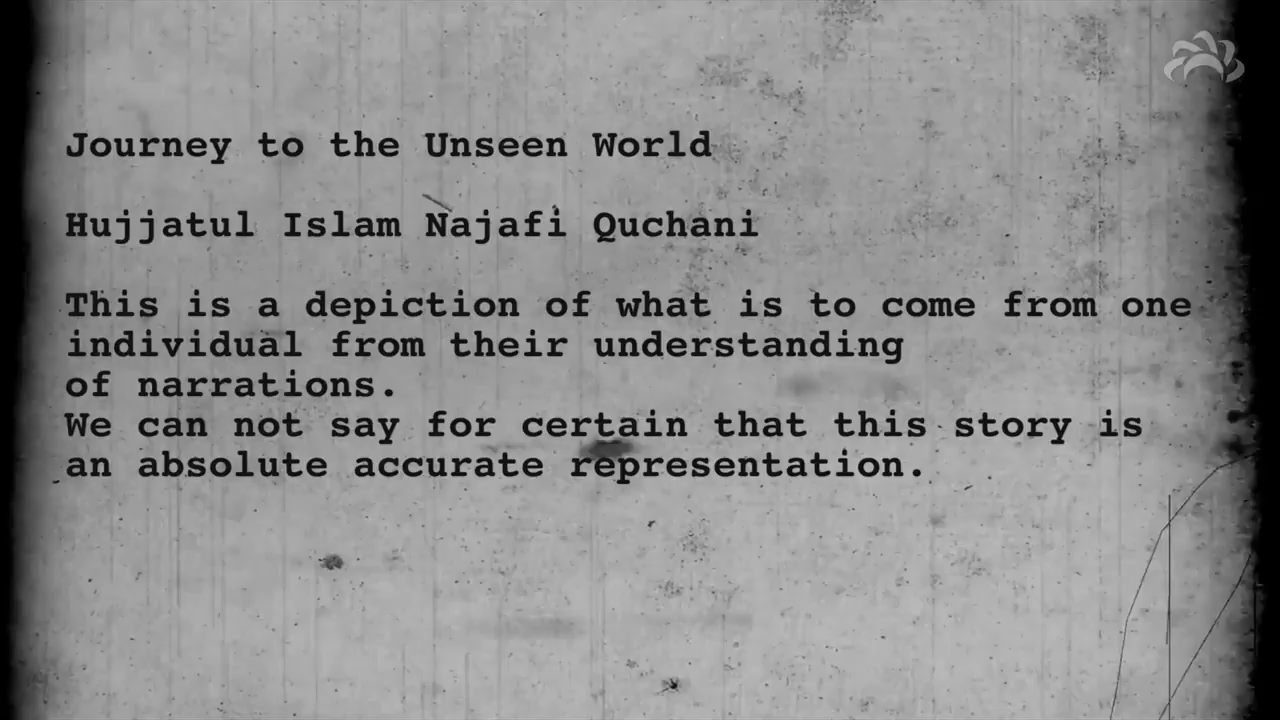 Journey to the Unseen World
Hujjatul Islam Najafi Quchani
This is a depiction of what is to come from one
individual from their understanding
of narrations.
We can not say for certain that this story is
an absolute accurate representation.